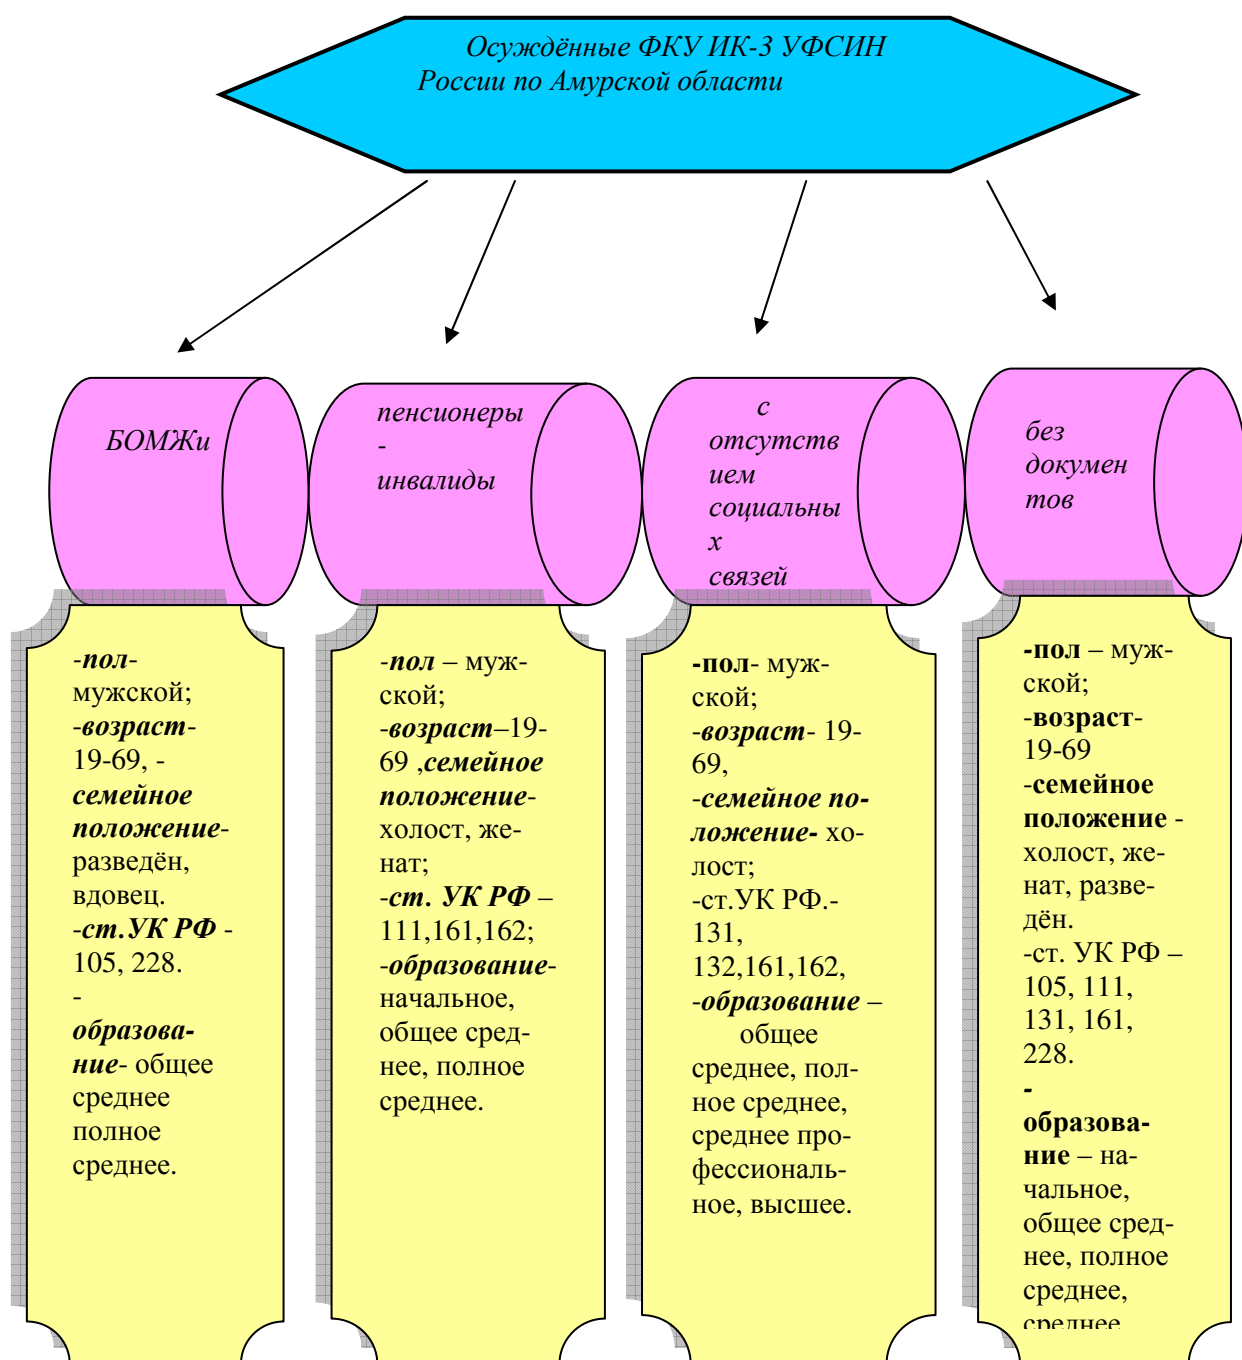 Осуждённые ФКУ ИК-3 УФСИН
России по Амурской области
БОМЖи
пенсионеры
-
инвалиды
с
отсутств
ием
социальны
х
связей
без
докумен
тов
-пол-
мужской;
-возраст-
19-69, -
семейное
положение-
разведён,
вдовец.
-ст.УК РФ -
105, 228.
-
образова-
ние- общее
среднее
полное
среднее.
-пол – муж-
ской;
-возраст–19-
69 ,семейное
положение-
холост, же-
нат;
-ст. УК РФ –
111,161,162;
-образование-
начальное,
общее сред-
нее, полное
среднее.
-пол- муж-
ской;
-возраст- 19-
69,
-семейное по-
ложение- хо-
лост;
-ст.УК РФ.-
131,
132,161,162,
-образование –
общее
среднее, пол-
ное среднее,
среднее про-
фессиональ-
ное, высшее.
-пол – муж-
ской;
-возраст-
19-69
-семейное
положение -
холост, же-
нат, разве-
дён.
-ст. УК РФ –
105, 111,
131, 161,
228.
-
образова-
ние – на-
чальное,
общее сред-
нее, полное
среднее,
среднее